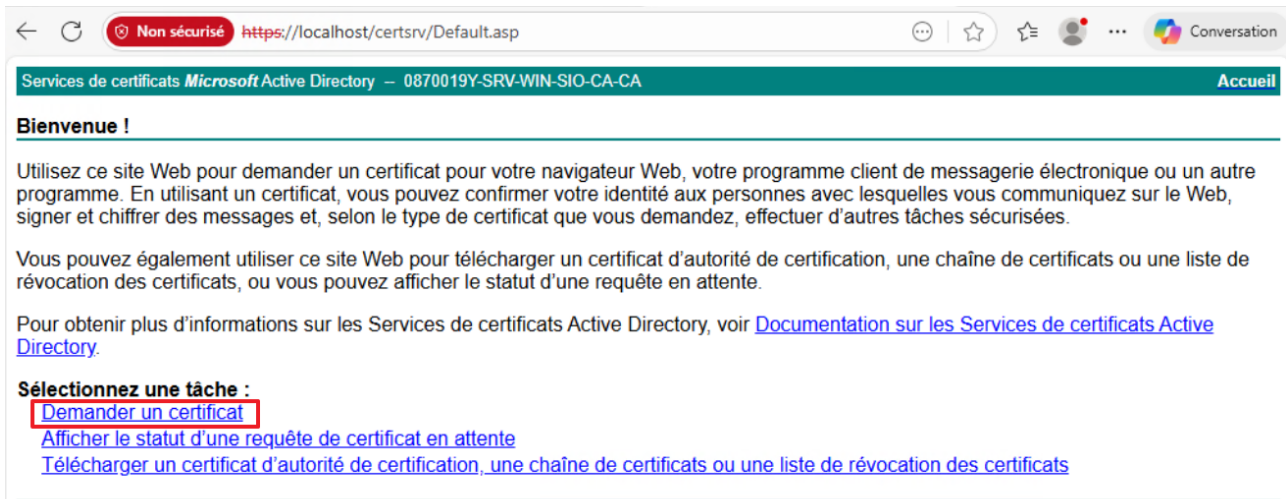 Non sécurisé https://localhost/certsrv/Default.asp Conversation
Services de certificats Microsoft Active Directory -- 0870019Y-SRV-WIN-SIO-CA-CA Accueil
Bienvenue !
Utilisez ce site Web pour demander un certificat pour votre navigateur Web, votre programme client de messagerie électronique ou un autre
programme. En utilisant un certificat, vous pouvez confirmer votre identité aux personnes avec lesquelles vous communiquez sur le Web,
signer et chiffrer des messages et, selon le type de certificat que vous demandez, effectuer d'autres tâches sécurisées.
Vous pouvez également utiliser ce site Web pour télécharger un certificat d'autorité de certification, une chaîne de certificats ou une liste de
révocation des certificats, ou vous pouvez afficher le statut d'une requête en attente.
Pour obtenir plus d'informations sur les Services de certificats Active Directory, voir Documentation sur les Services de certificats Active
Directory.
Sélectionnez une tâche :
Demander un certificat
Afficher le statut d'une requête de certificat en attente
Télécharger un certificat d'autorité de certification, une chaîne de certificats ou une liste de révocation des certificats